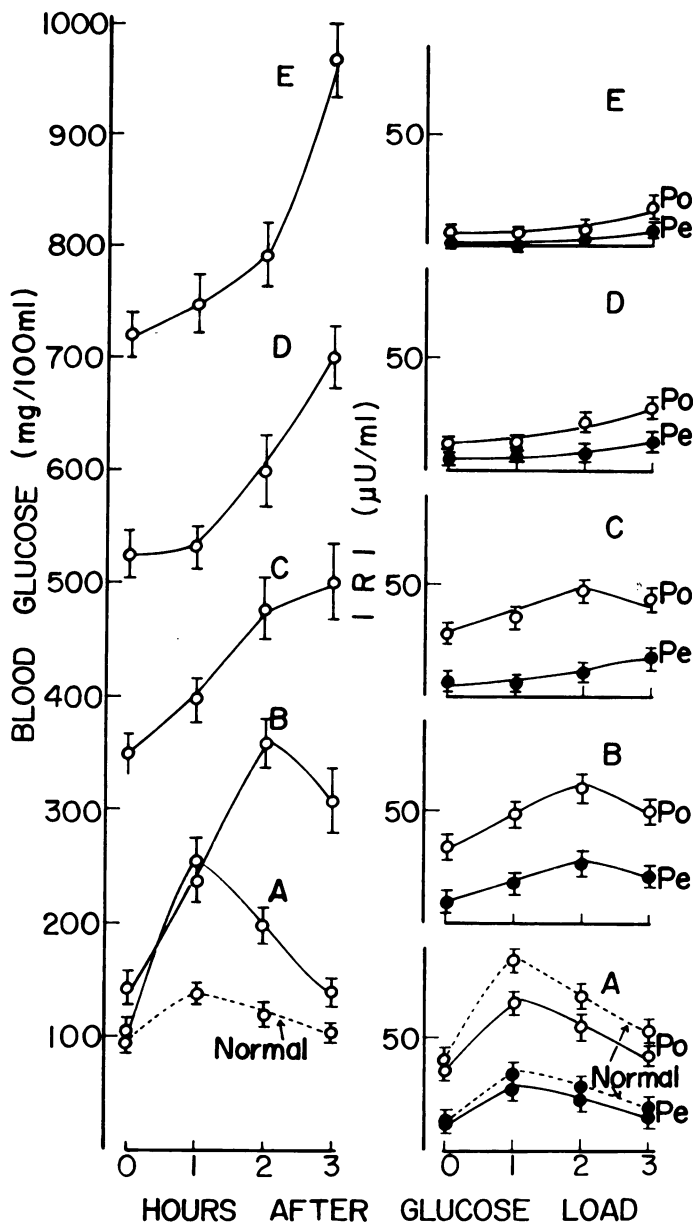 1000
900
800
700
600
500
400
300
200
100
BLOOD GLUCOSE (mg/100ml)
E
D
C
B
A
Normal
0 1 2 3
IRI (μU/ml)
E
50
Po
Pe
D
50
Po
Pe
C
50
Po
Pe
B
50
Po
Pe
A
50
Po
Normal
Pe
0 1 2 3
HOURS AFTER GLUCOSE LOAD